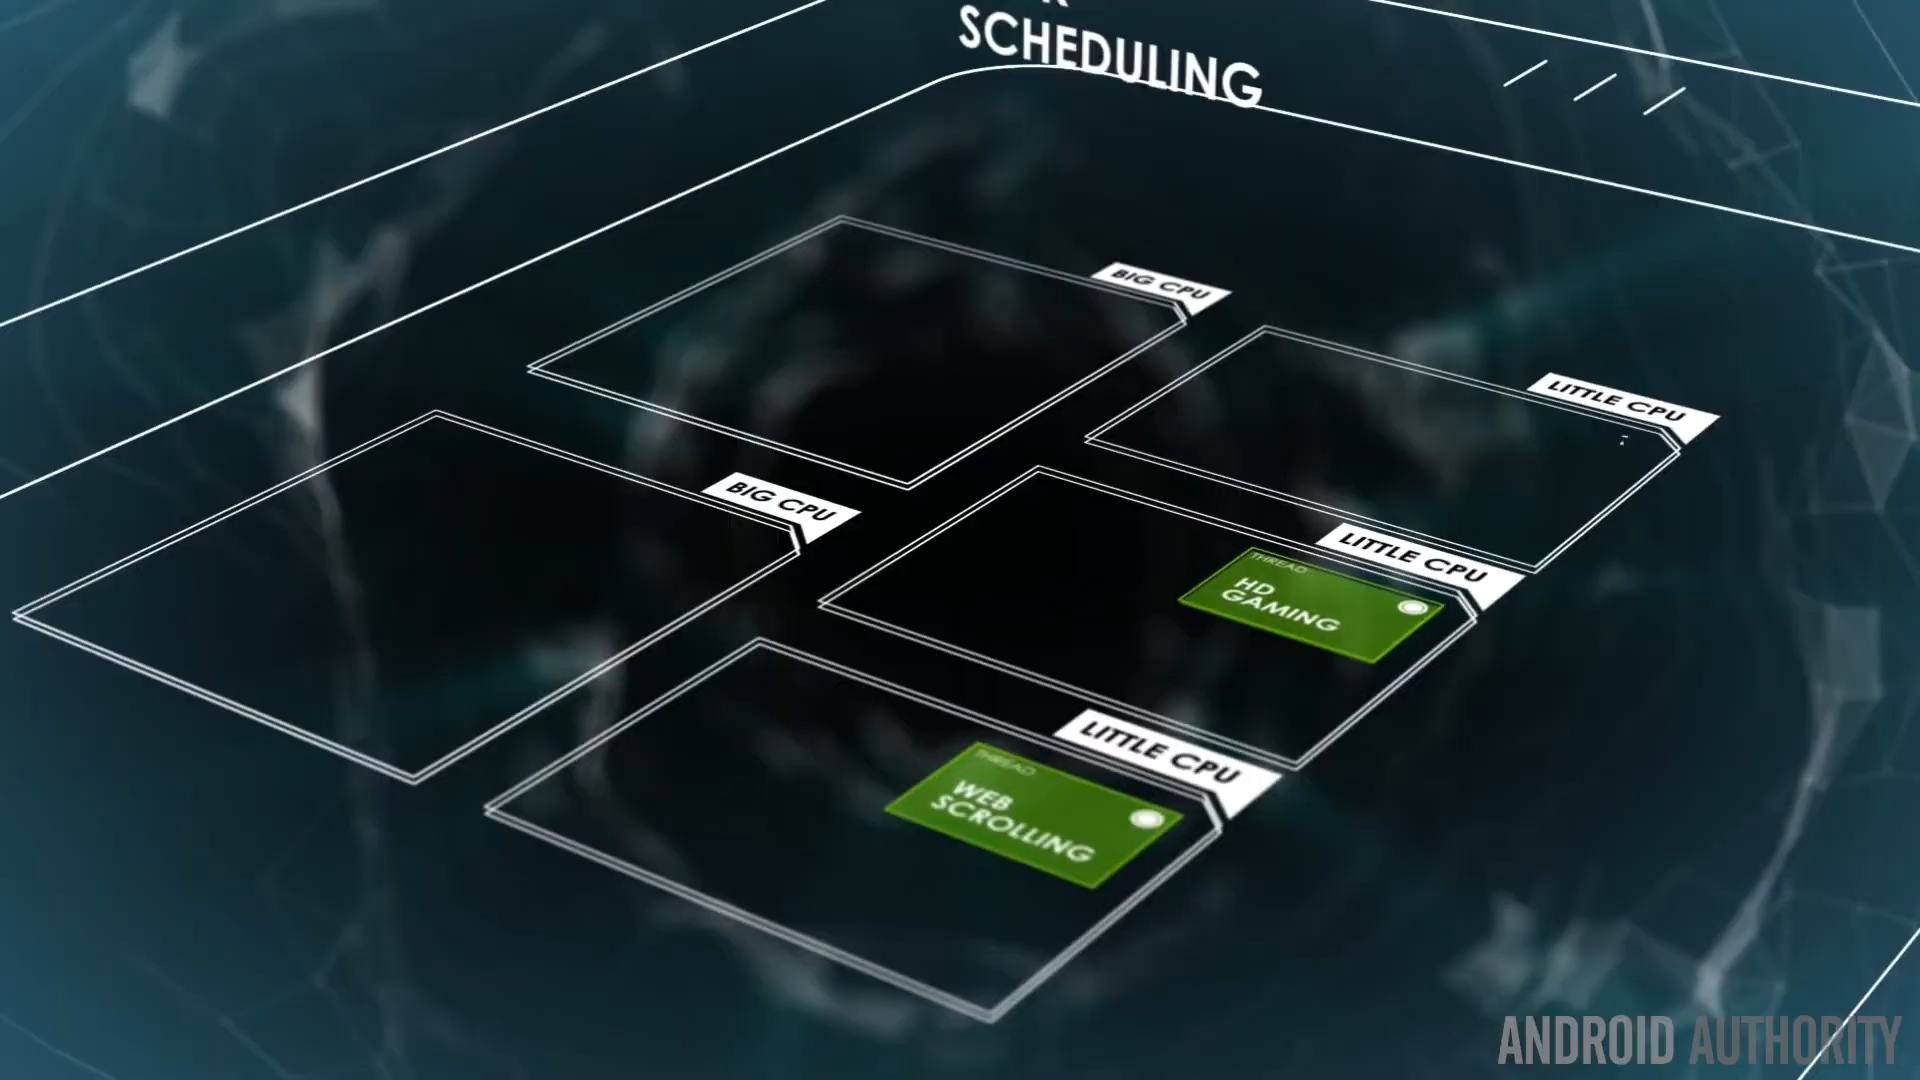 SCHEDULING
BIG CPU
LITTLE CPU
BIG CPU
LITTLE CPU
THREAD
HD
GAMING
LITTLE CPU
THREAD
WEB
SCROLLING
ANDROID AUTHORITY